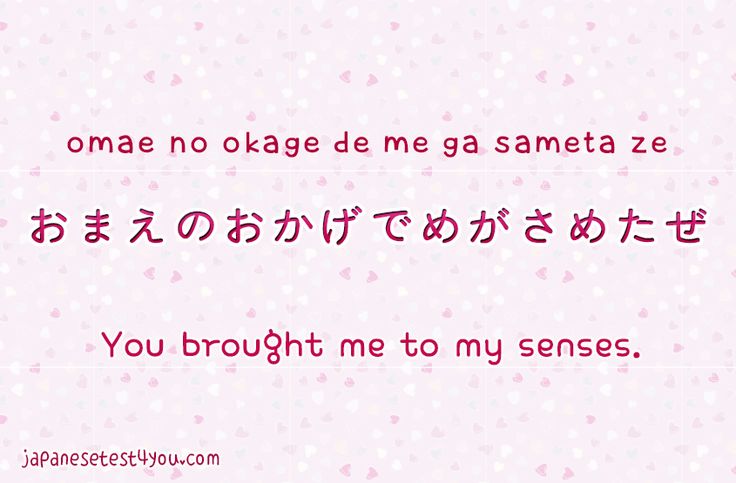 omae no okage de me ga sameta ze
おまえのおかげでめがさめたぜ
You brought me to my senses.
japanesetest4you.com